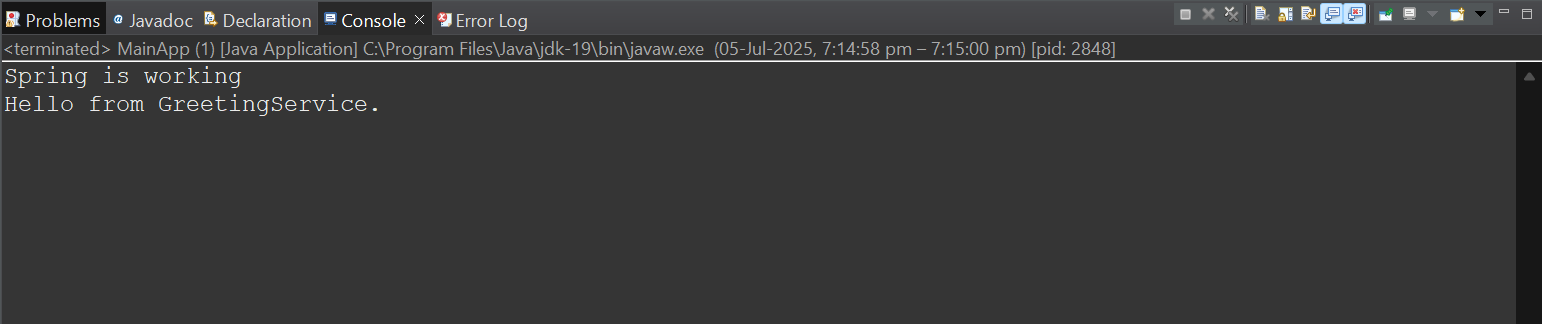 Problems @ Javadoc Declaration Console Error Log
<terminated> MainApp (1) [Java Application] C:\Program Files\Java\jdk-19\bin\javaw.exe (05-Jul-2025, 7:14:58 pm – 7:15:00 pm) [pid: 2848]
Spring is working
Hello from GreetingService.